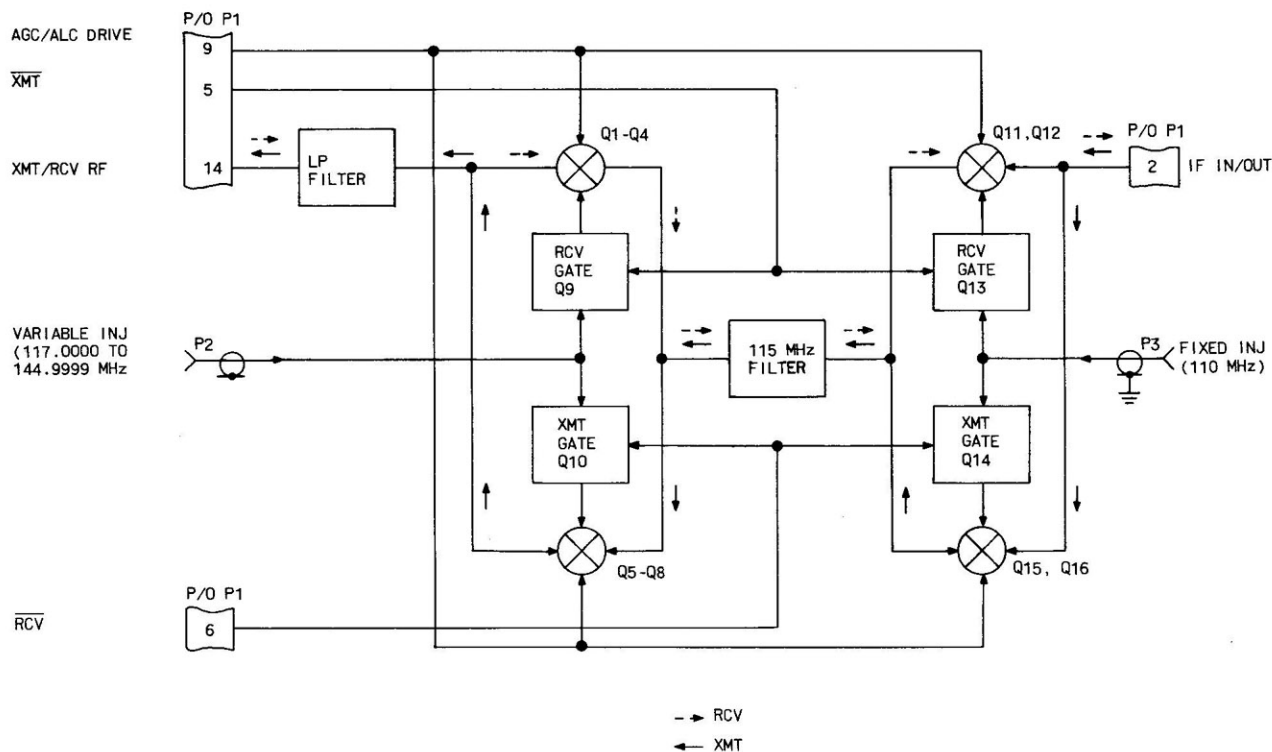 P/O P1
AGC/ALC DRIVE
9
XMT
5
XMT/RCV RF
14
LP
FILTER
Q1-Q4
Q11,Q12
P/O P1
2
IF IN/OUT
RCV
GATE
Q9
RCV
GATE
Q13
VARIABLE INJ
(117.0000 TO
144.9999 MHz
P2
115 MHz
FILTER
P3
FIXED INJ
(110 MHz)
XMT
GATE
Q10
XMT
GATE
Q14
Q5-Q8
Q15, Q16
P/O P1
RCV
6
RCV
XMT